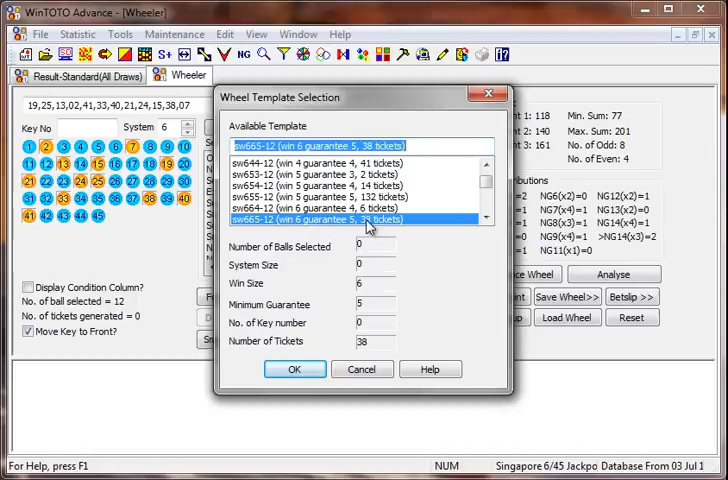 WinTOTO Advance - [Wheeler]
File Statistic Maintenance Edit View Window Help
Result-Standard(All Draws) Wheeler
19,25,13,02,41,33,40,21,24,15,38,07
Key No System 6
1 2 3 4 5 6 7 8 9 10
11 12 13 14 15 16 17 18 19 20
21 22 23 24 25 26 27 28 29 30
31 32 33 34 35 36 37 38 39 40
41 42 43 44 45
Display Condition Column?
No. of ball selected = 12
No. of tickets generated = 0
Move Key to Front?
Wheel Template Selection
Available Template
sw665-12 (win 6 guarantee 5, 38 tickets)
sw644-12 (win 4 guarantee 4, 41 tickets)
sw653-12 (win 5 guarantee 3, 2 tickets)
sw654-12 (win 5 guarantee 4, 14 tickets)
sw655-12 (win 5 guarantee 5, 132 tickets)
sw664-12 (win 6 guarantee 4, 6 tickets)
sw665-12 (win 6 guarantee 5, 38 tickets)
Number of Balls Selected 0
System Size 0
Win Size 6
Minimum Guarantee 5
No. of Key number 0
Number of Tickets 38
OK Cancel Help
1: 118 Min. Sum: 77
2: 140 Max. Sum: 201
3: 161 No. of Odd: 8
No. of Even: 4
=2 NG6(x2)=0 NG12(x1)=0
=1 NG7(x2)=0 NG13(x2)=0
=0 NG8(x4)=1 NG14(x2)=0
=0 NG9(x4)=1 >NG14(x3)=2
NG11(x1)=0
Wheel Analyse
Save Wheel>> Betslip>>
Load Wheel Reset
For Help, press F1 NUM Singapore 6/45 Jackpo Database From 03 Jul 1